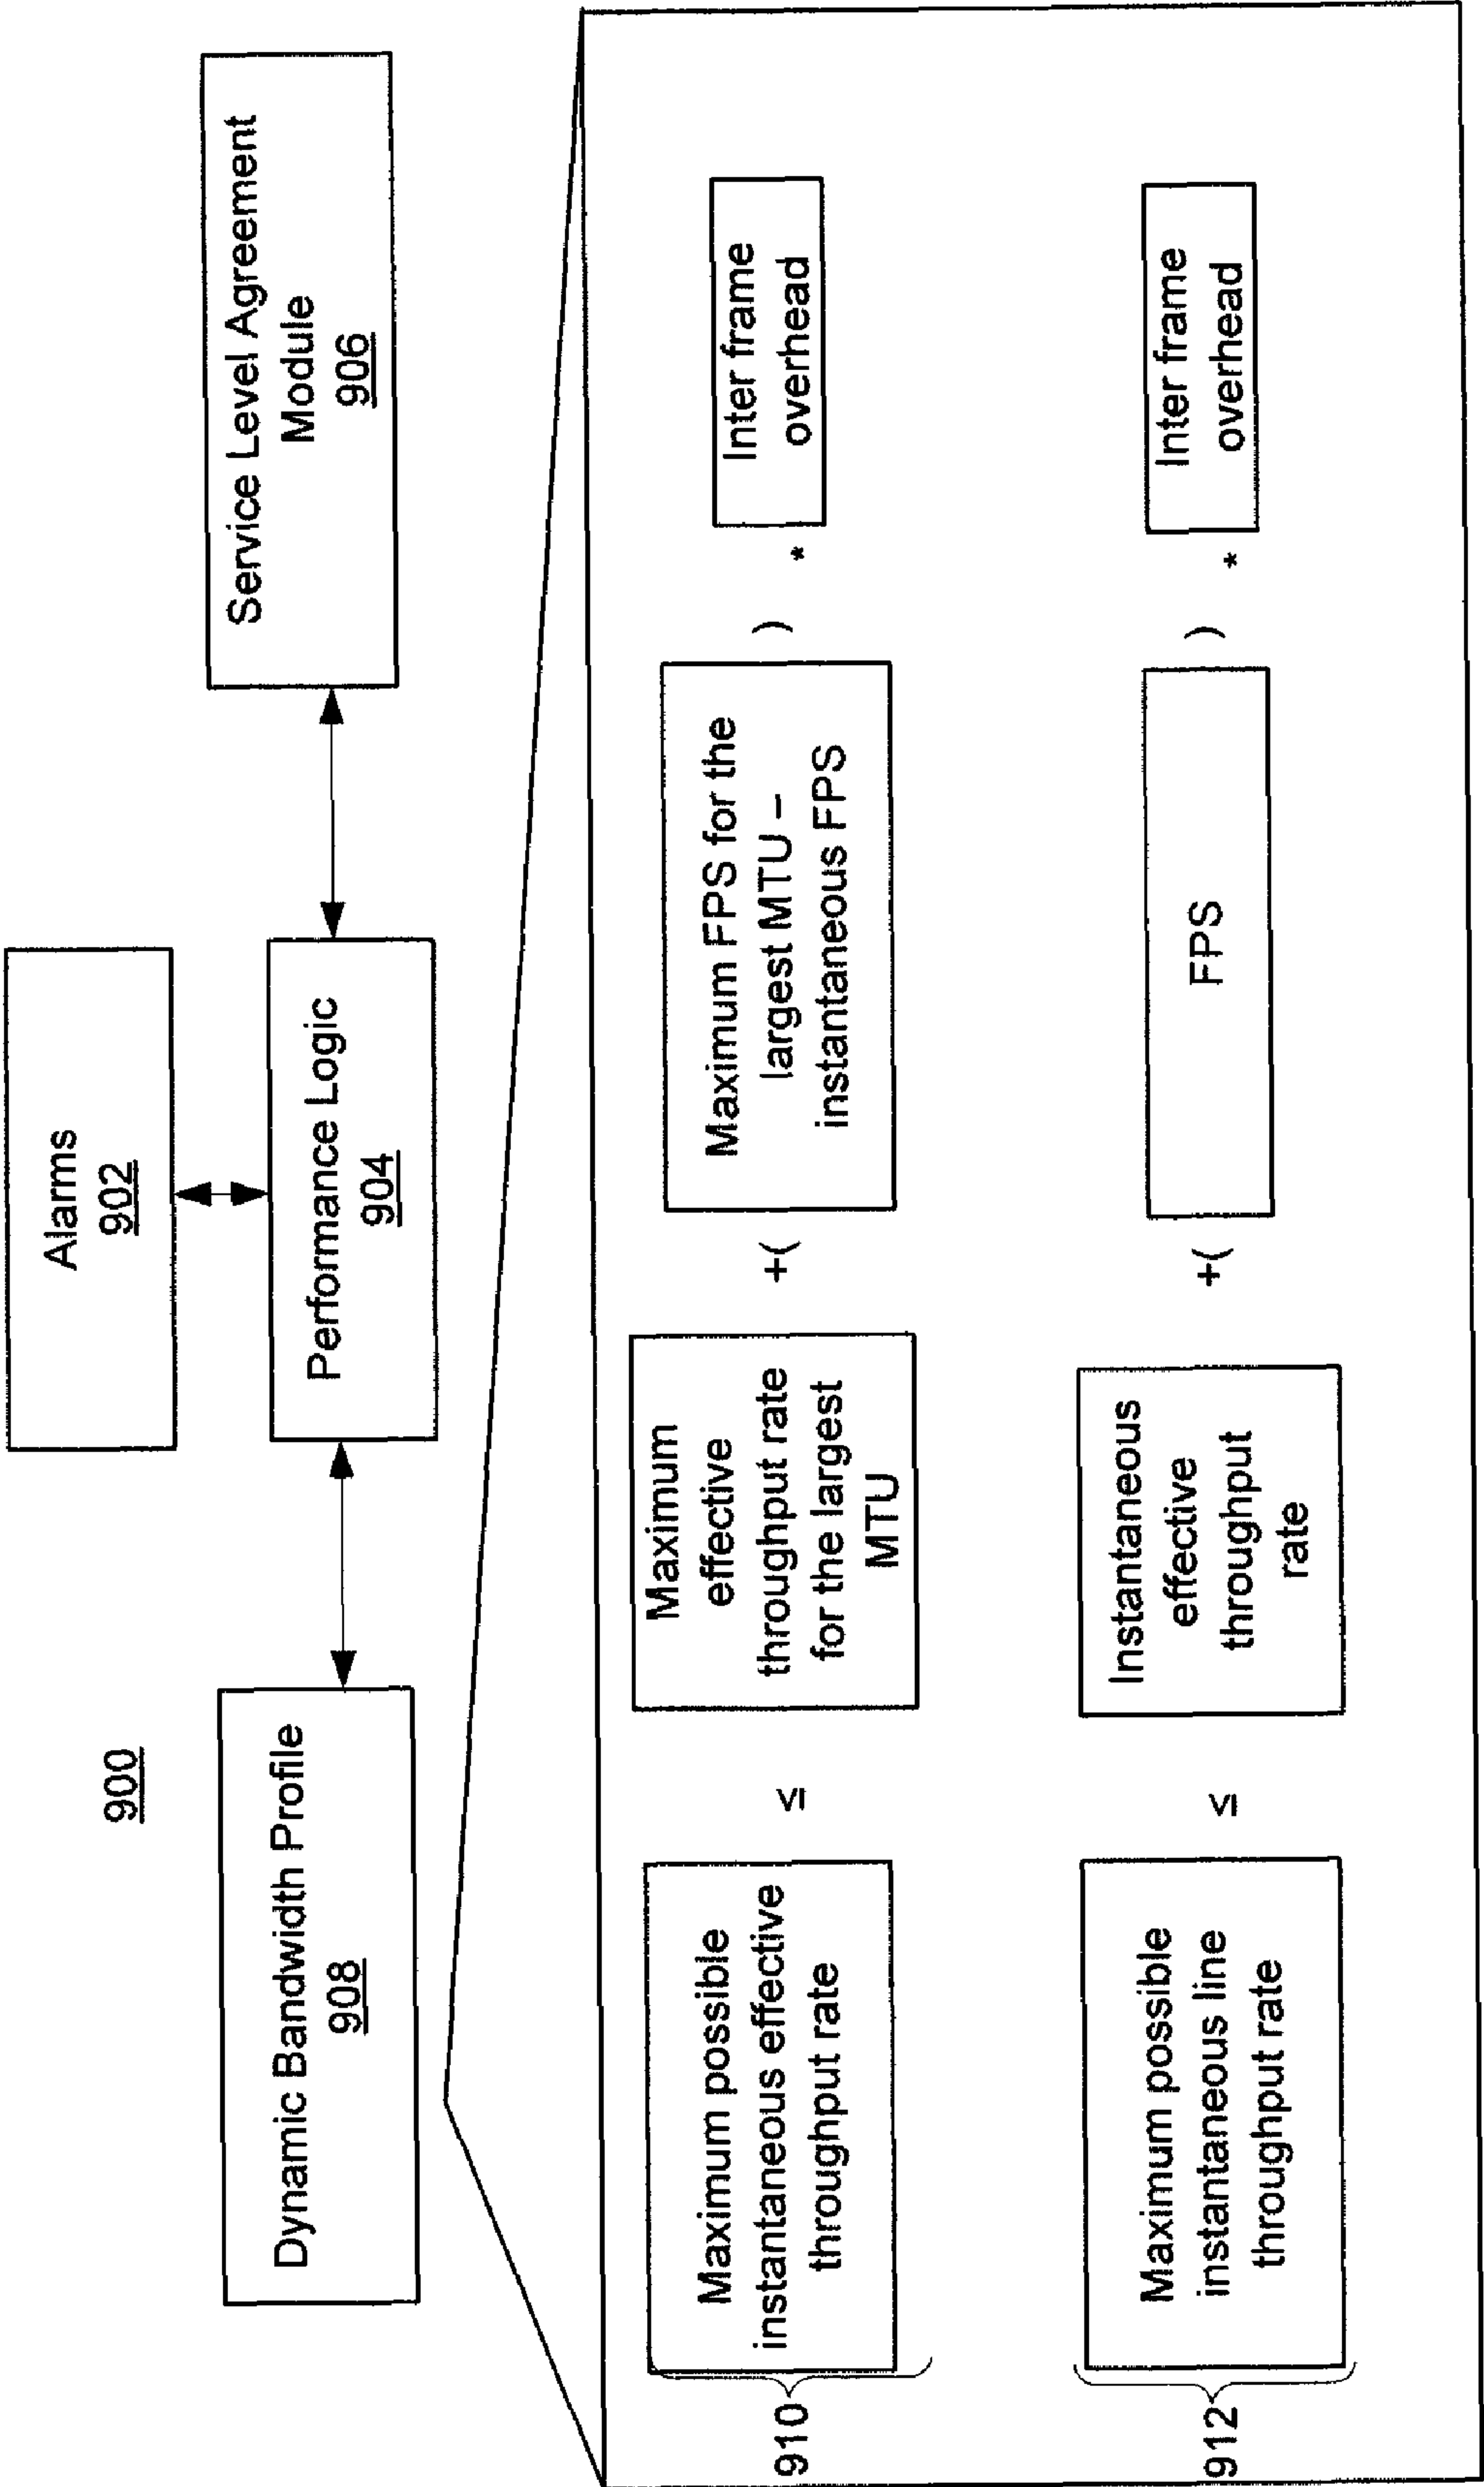 900
Alarms
902
Dynamic Bandwidth Profile
908
Performance Logic
904
Service Level Agreement
Module
906
910
Maximum possible
instantaneous effective
throughput rate
≤
Maximum
effective
throughput rate
for the largest
MTU
+(
Maximum FPS for the
largest MTU –
instantaneous FPS
)
*
Inter frame
overhead
912
Maximum possible
instantaneous line
throughput rate
≤
Instantaneous
effective
throughput
rate
+(
FPS
)
*
Inter frame
overhead